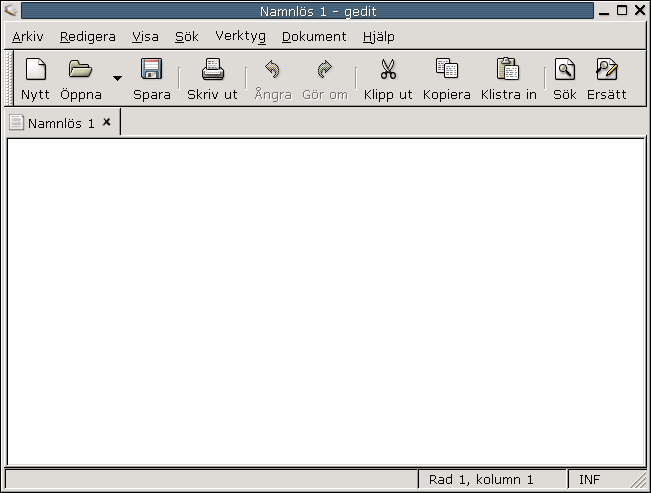 Namnlös 1 - gedit
Arkiv Redigera Visa Sök Verktyg Dokument Hjälp
Nytt Öppna Spara Skriv ut Ångra Gör om Klipp ut Kopiera Klistra in Sök Ersätt
Namnlös 1
Rad 1, kolumn 1 INF